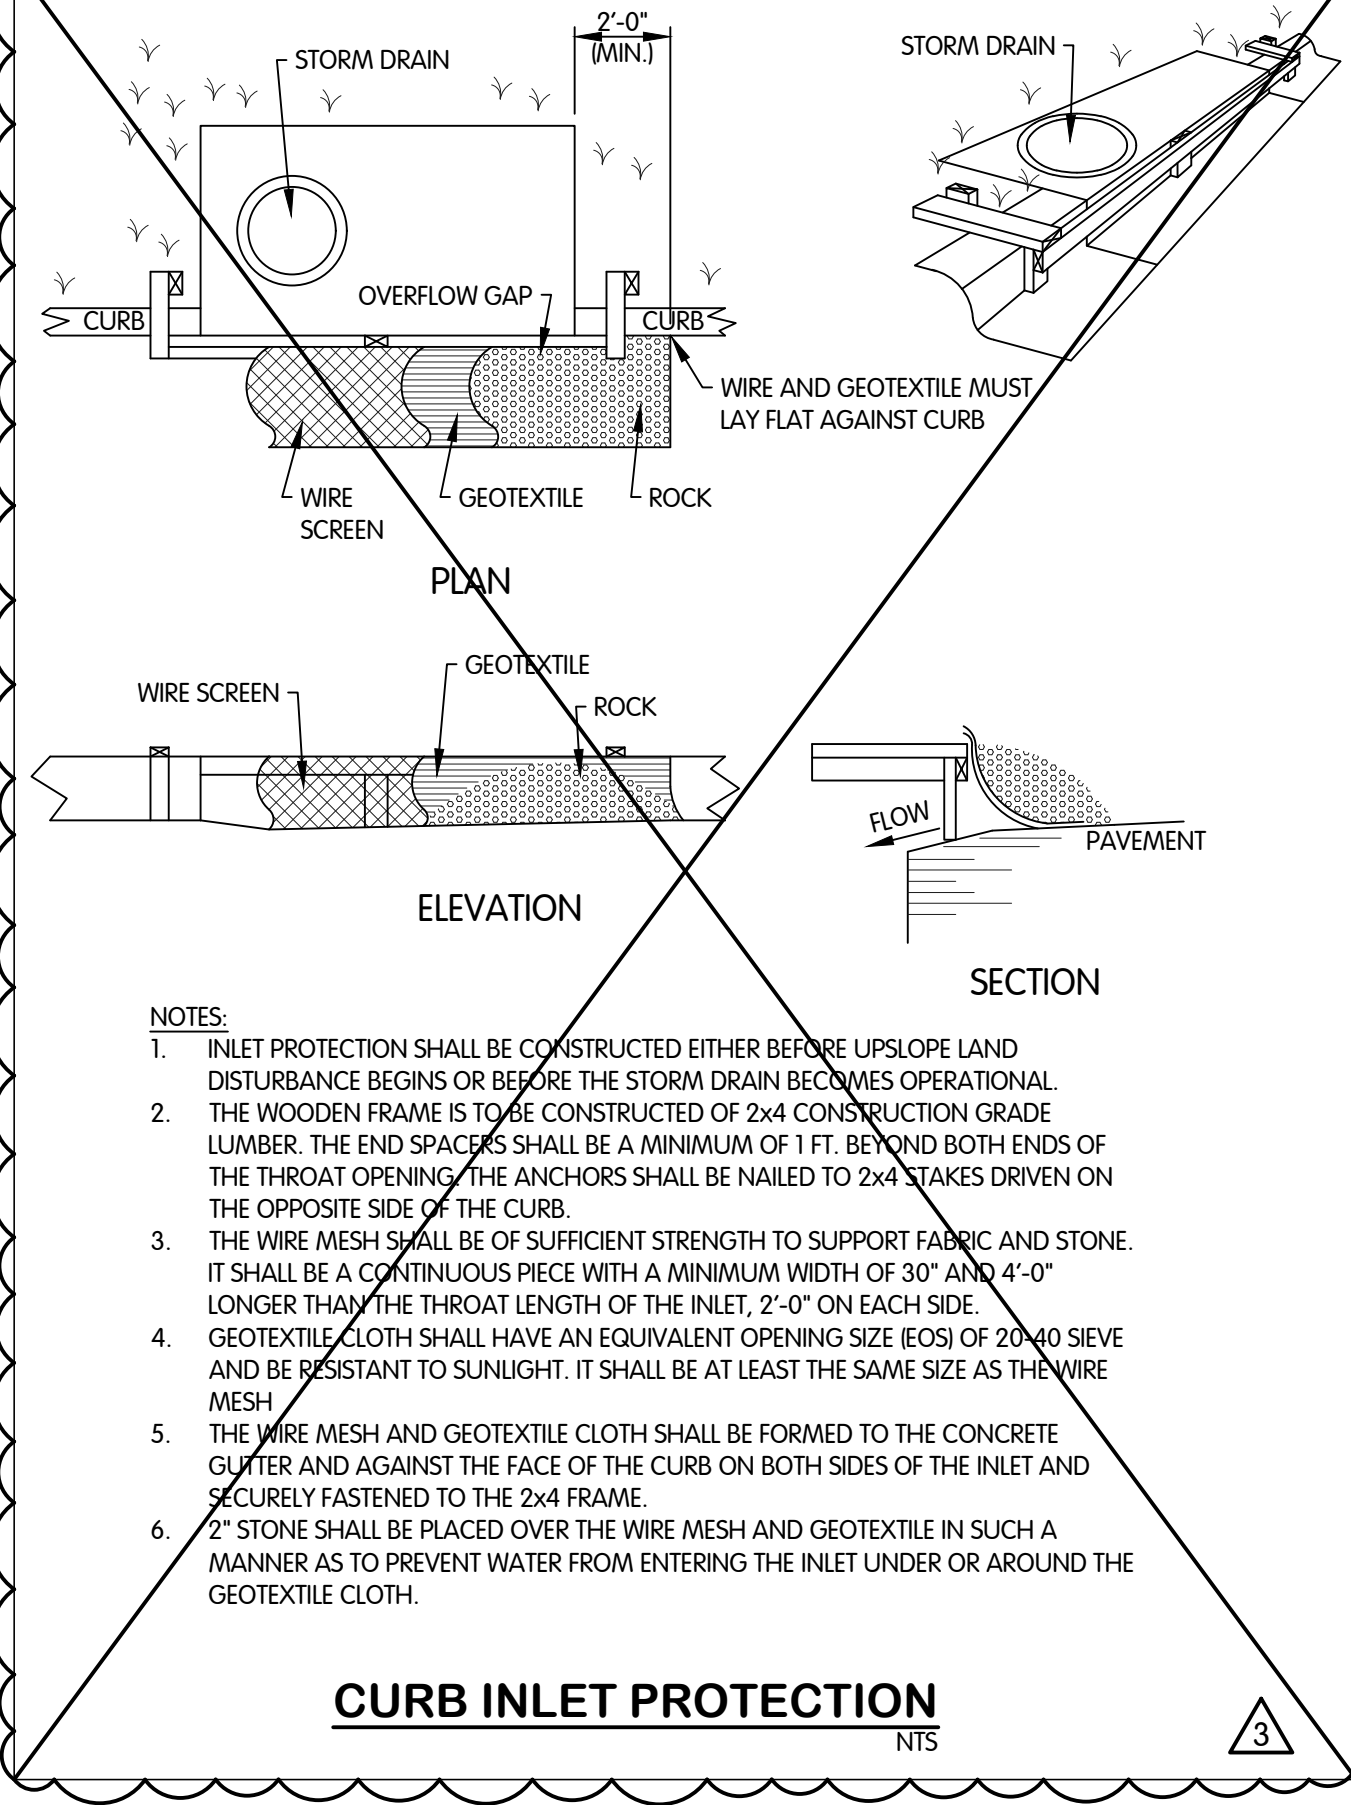 2'-0"
(MIN.)
STORM DRAIN
STORM DRAIN
OVERFLOW GAP
CURB
CURB
WIRE AND GEOTEXTILE MUST
LAY FLAT AGAINST CURB
WIRE
SCREEN
GEOTEXTILE
ROCK
PLAN
GEOTEXTILE
WIRE SCREEN
ROCK
FLOW
PAVEMENT
ELEVATION
SECTION
NOTES:
1. INLET PROTECTION SHALL BE CONSTRUCTED EITHER BEFORE UPSLOPE LAND
DISTURBANCE BEGINS OR BEFORE THE STORM DRAIN BECOMES OPERATIONAL.
2. THE WOODEN FRAME IS TO BE CONSTRUCTED OF 2x4 CONSTRUCTION GRADE
LUMBER. THE END SPACERS SHALL BE A MINIMUM OF 1 FT. BEYOND BOTH ENDS OF
THE THROAT OPENING. THE ANCHORS SHALL BE NAILED TO 2x4 STAKES DRIVEN ON
THE OPPOSITE SIDE OF THE CURB.
3. THE WIRE MESH SHALL BE OF SUFFICIENT STRENGTH TO SUPPORT FABRIC AND STONE.
IT SHALL BE A CONTINUOUS PIECE WITH A MINIMUM WIDTH OF 30" AND 4'-0"
LONGER THAN THE THROAT LENGTH OF THE INLET, 2'-0" ON EACH SIDE.
4. GEOTEXTILE CLOTH SHALL HAVE AN EQUIVALENT OPENING SIZE (EOS) OF 20-40 SIEVE
AND BE RESISTANT TO SUNLIGHT. IT SHALL BE AT LEAST THE SAME SIZE AS THE WIRE
MESH
5. THE WIRE MESH AND GEOTEXTILE CLOTH SHALL BE FORMED TO THE CONCRETE
GUTTER AND AGAINST THE FACE OF THE CURB ON BOTH SIDES OF THE INLET AND
SECURELY FASTENED TO THE 2x4 FRAME.
6. 2" STONE SHALL BE PLACED OVER THE WIRE MESH AND GEOTEXTILE IN SUCH A
MANNER AS TO PREVENT WATER FROM ENTERING THE INLET UNDER OR AROUND THE
GEOTEXTILE CLOTH.
CURB INLET PROTECTION
NTS
3